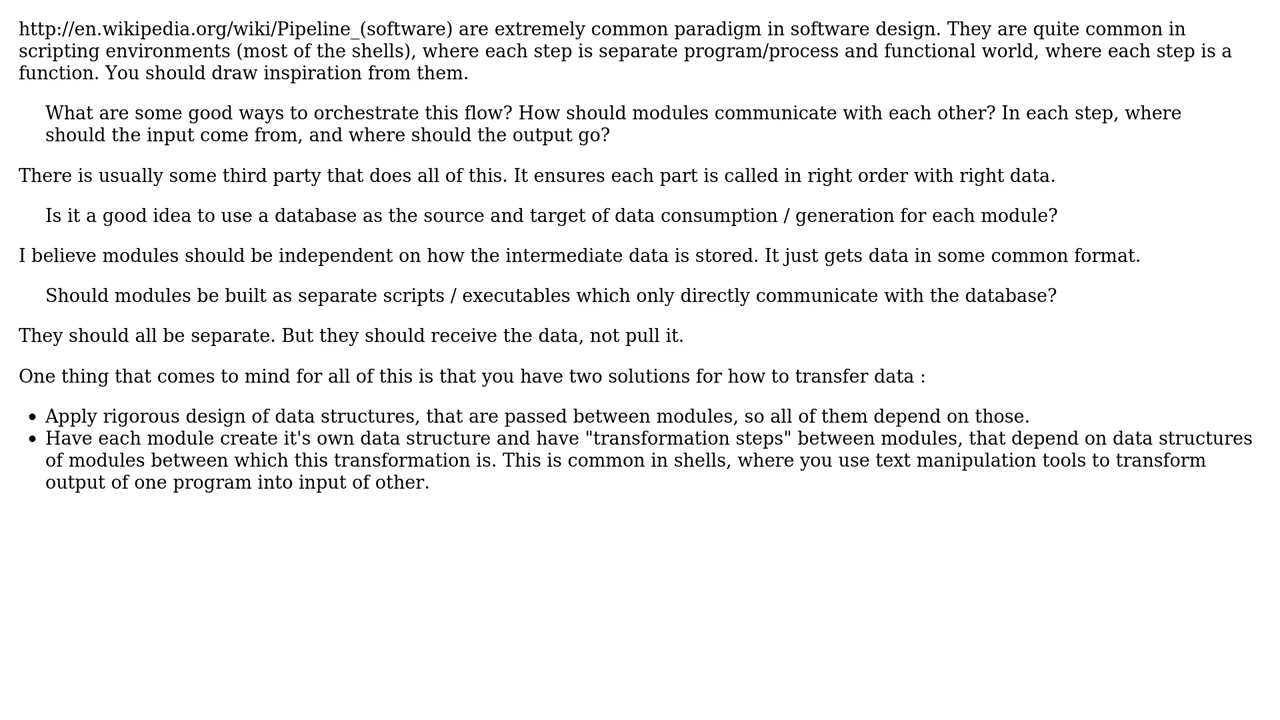 http://en.wikipedia.org/wiki/Pipeline_(software) are extremely common paradigm in software design. They are quite common in
scripting environments (most of the shells), where each step is separate program/process and functional world, where each step is a
function. You should draw inspiration from them.
What are some good ways to orchestrate this flow? How should modules communicate with each other? In each step, where
should the input come from, and where should the output go?
There is usually some third party that does all of this. It ensures each part is called in right order with right data.
Is it a good idea to use a database as the source and target of data consumption / generation for each module?
I believe modules should be independent on how the intermediate data is stored. It just gets data in some common format.
Should modules be built as separate scripts / executables which only directly communicate with the database?
They should all be separate. But they should receive the data, not pull it.
One thing that comes to mind for all of this is that you have two solutions for how to transfer data :
• Apply rigorous design of data structures, that are passed between modules, so all of them depend on those.
• Have each module create it's own data structure and have "transformation steps" between modules, that depend on data structures
of modules between which this transformation is. This is common in shells, where you use text manipulation tools to transform
output of one program into input of other.